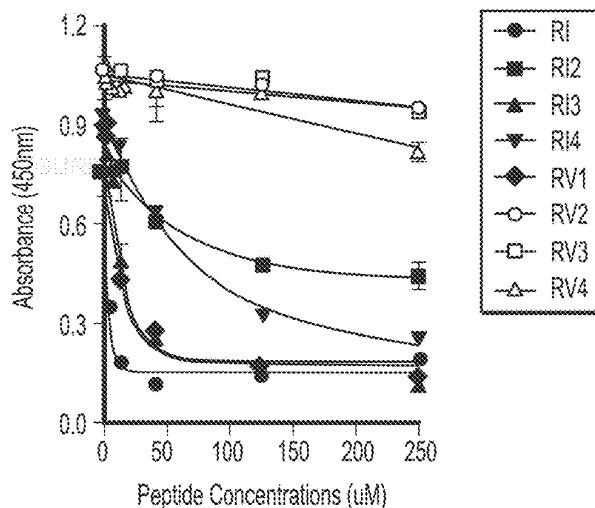 1.2
0.9
0.6
0.3
0.0
Absorbance (450nm)
0
50
100
150
200
250
Peptide Concentrations (uM)
RI
RI2
RI3
RI4
RV1
RV2
RV3
RV4